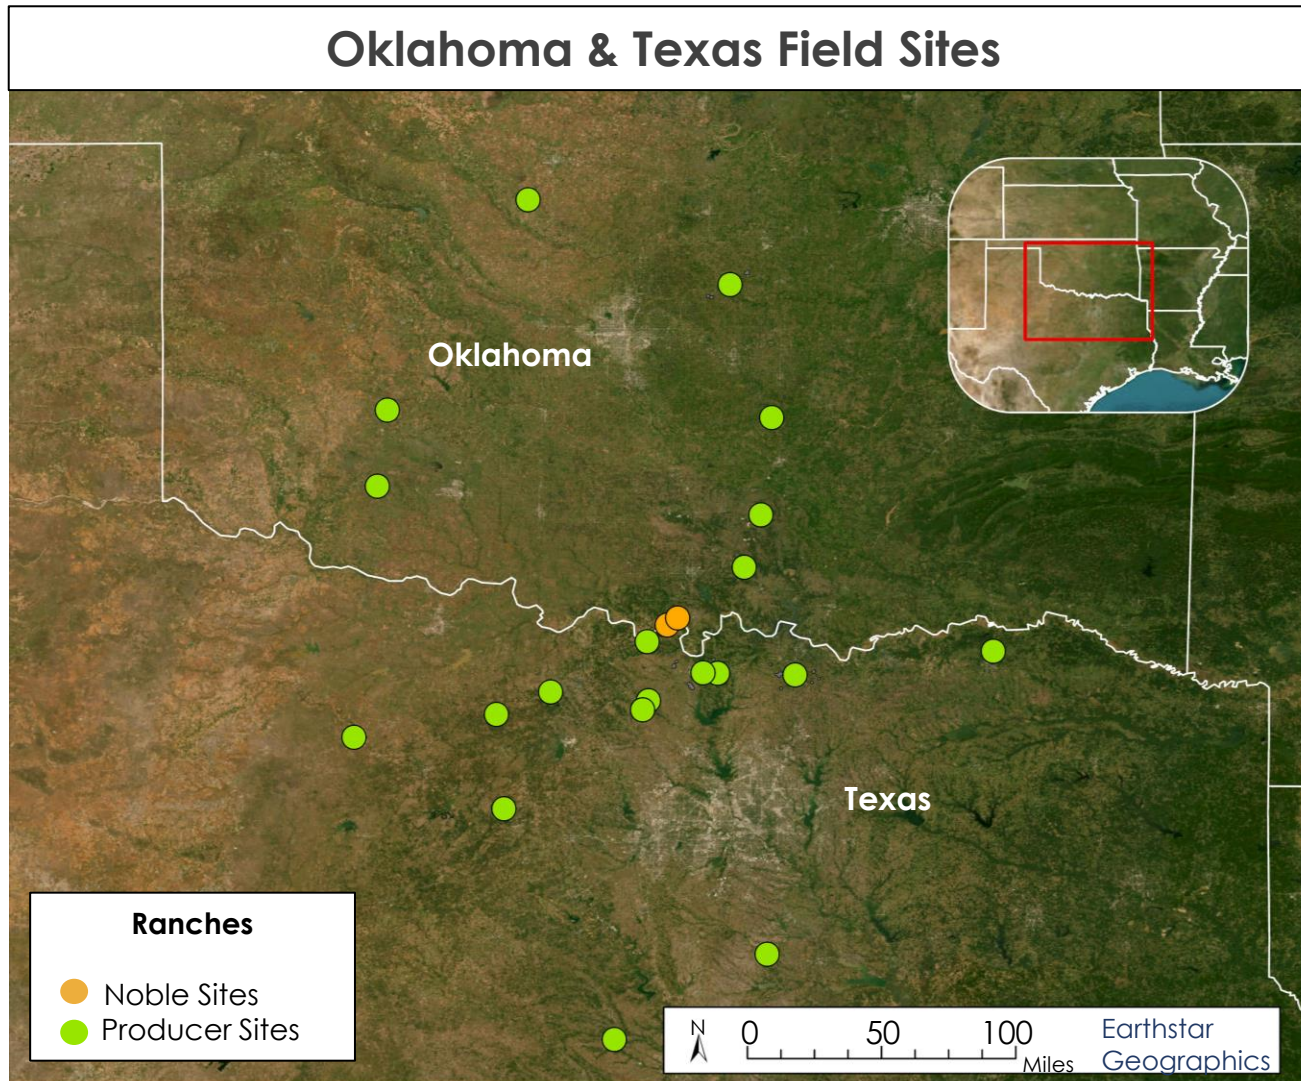 Oklahoma & Texas Field Sites
Oklahoma
Texas
Ranches
Noble Sites
Producer Sites
N
0 50 100
Miles
Earthstar
Geographics